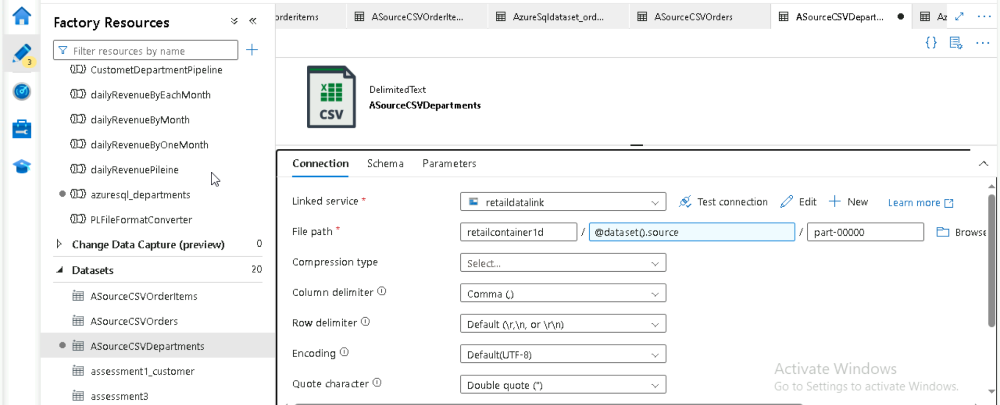 orderitems
ASourceCSVOrderIte...
AzureSqldataset_ord...
ASourceCSVOrders
ASourceCSVDepart...
Az
Factory Resources
Filter resources by name
3
CustometDepartmentPipeline
dailyRevenueByEachMonth
dailyRevenueByMonth
dailyRevenueByOneMonth
dailyRevenuePileine
azuresql_departments
PLFileFormatConverter
Change Data Capture (preview) 0
Datasets 20
ASourceCSVOrderItems
ASourceCSVOrders
ASourceCSVDepartments
assessment1_customer
assessment3
X
CSV
DelimitedText
ASourceCSVDepartments
Connection Schema Parameters
Linked service * retaildatalink Test connection Edit New Learn more
File path * retailcontainer1d / @dataset().source / part-00000 Browse
Compression type Select...
Column delimiter Comma (,)
Row delimiter Default (\r,\n, or \r\n)
Encoding Default(UTF-8)
Quote character Double quote (")
Activate Windows
Go to Settings to activate Windows.